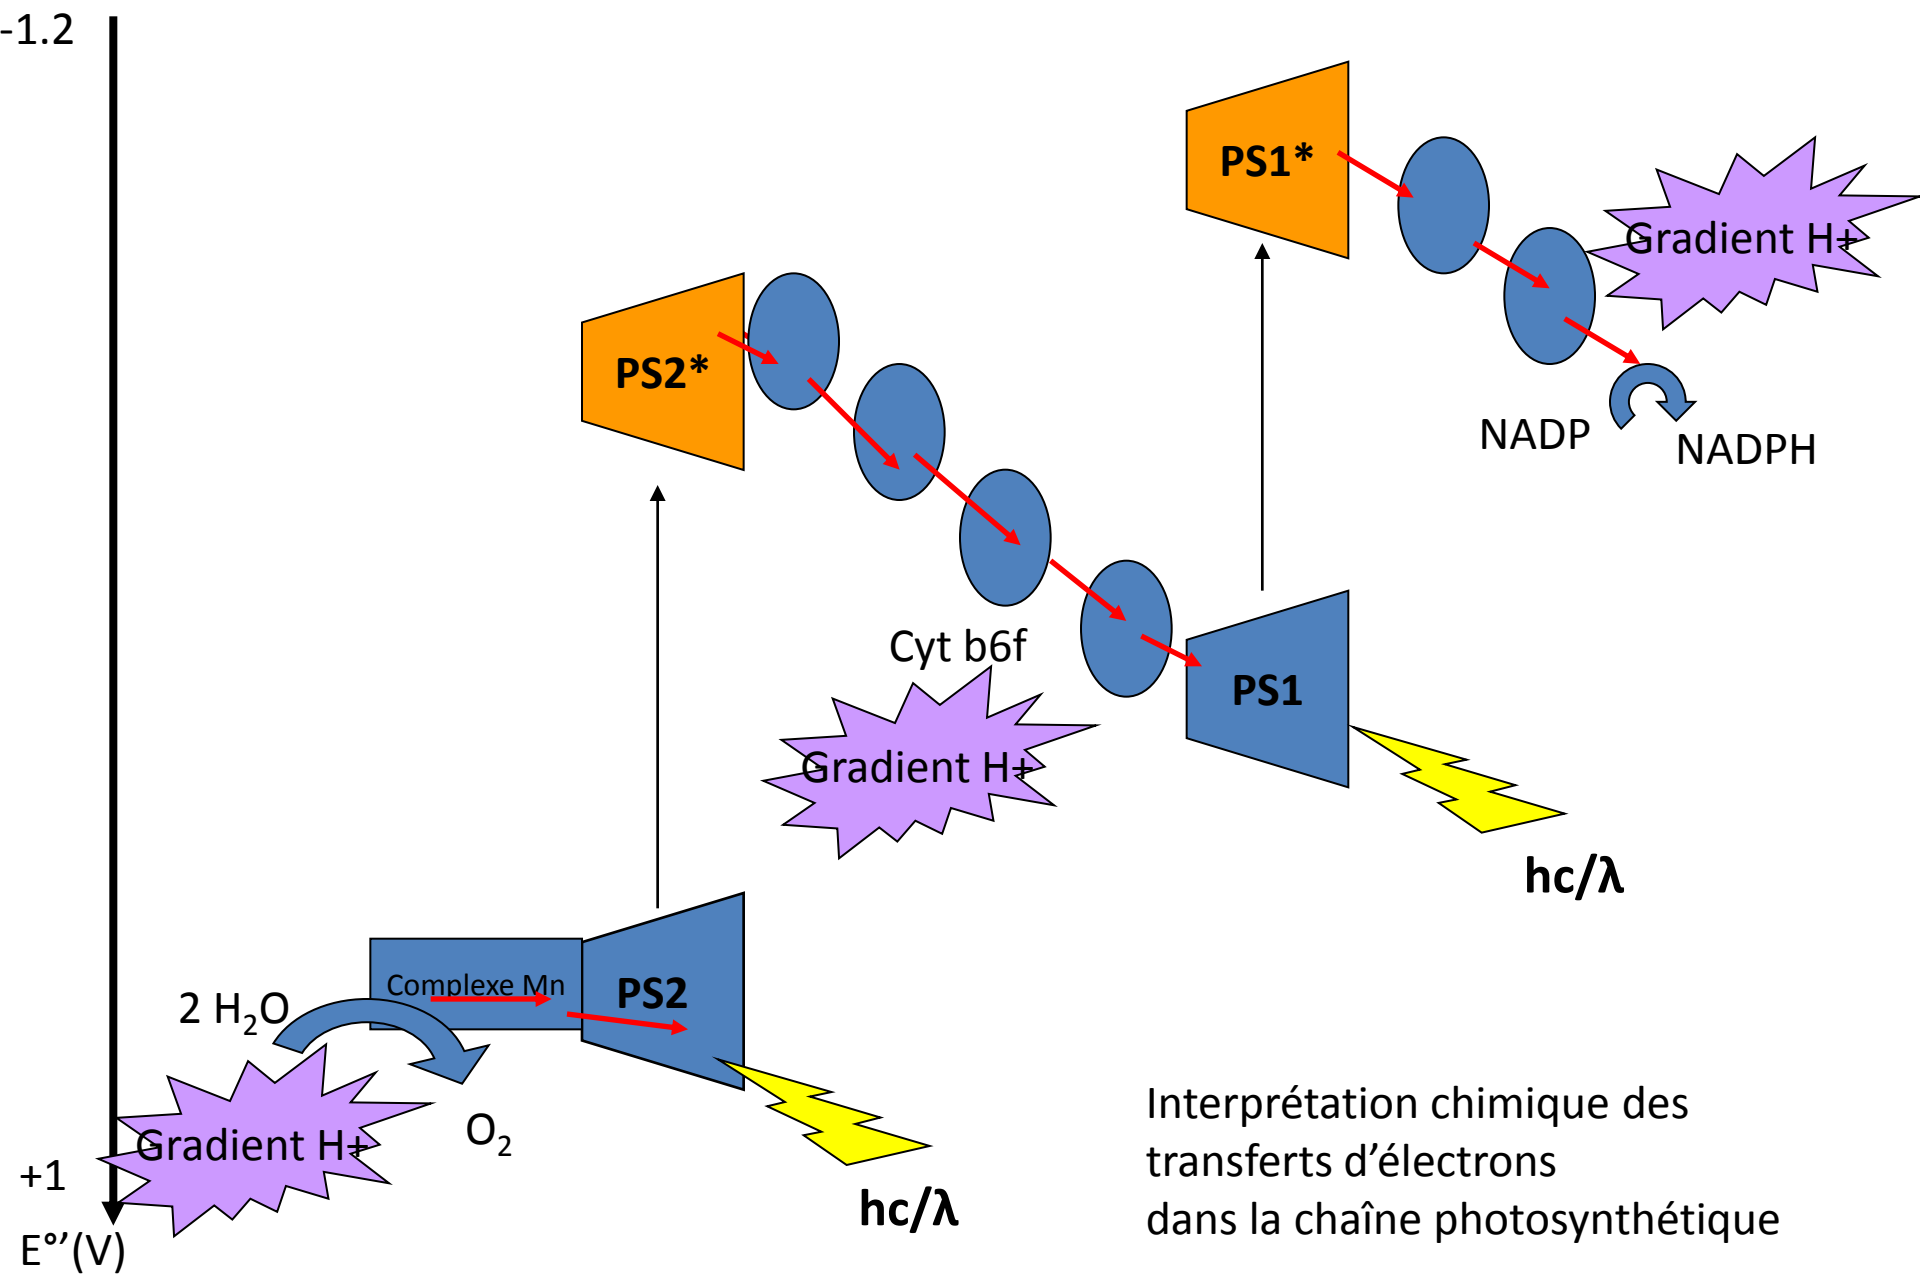 -1.2
PS1*
Gradient H+
PS2*
NADP
NADPH
Cyt b6f
PS1
Gradient H+
hc/λ
Complexe Mn
PS2
2 H₂O
Gradient H+
O₂
hc/λ
+1
E°’(V)
Interprétation chimique des
transferts d’électrons
dans la chaîne photosynthétique